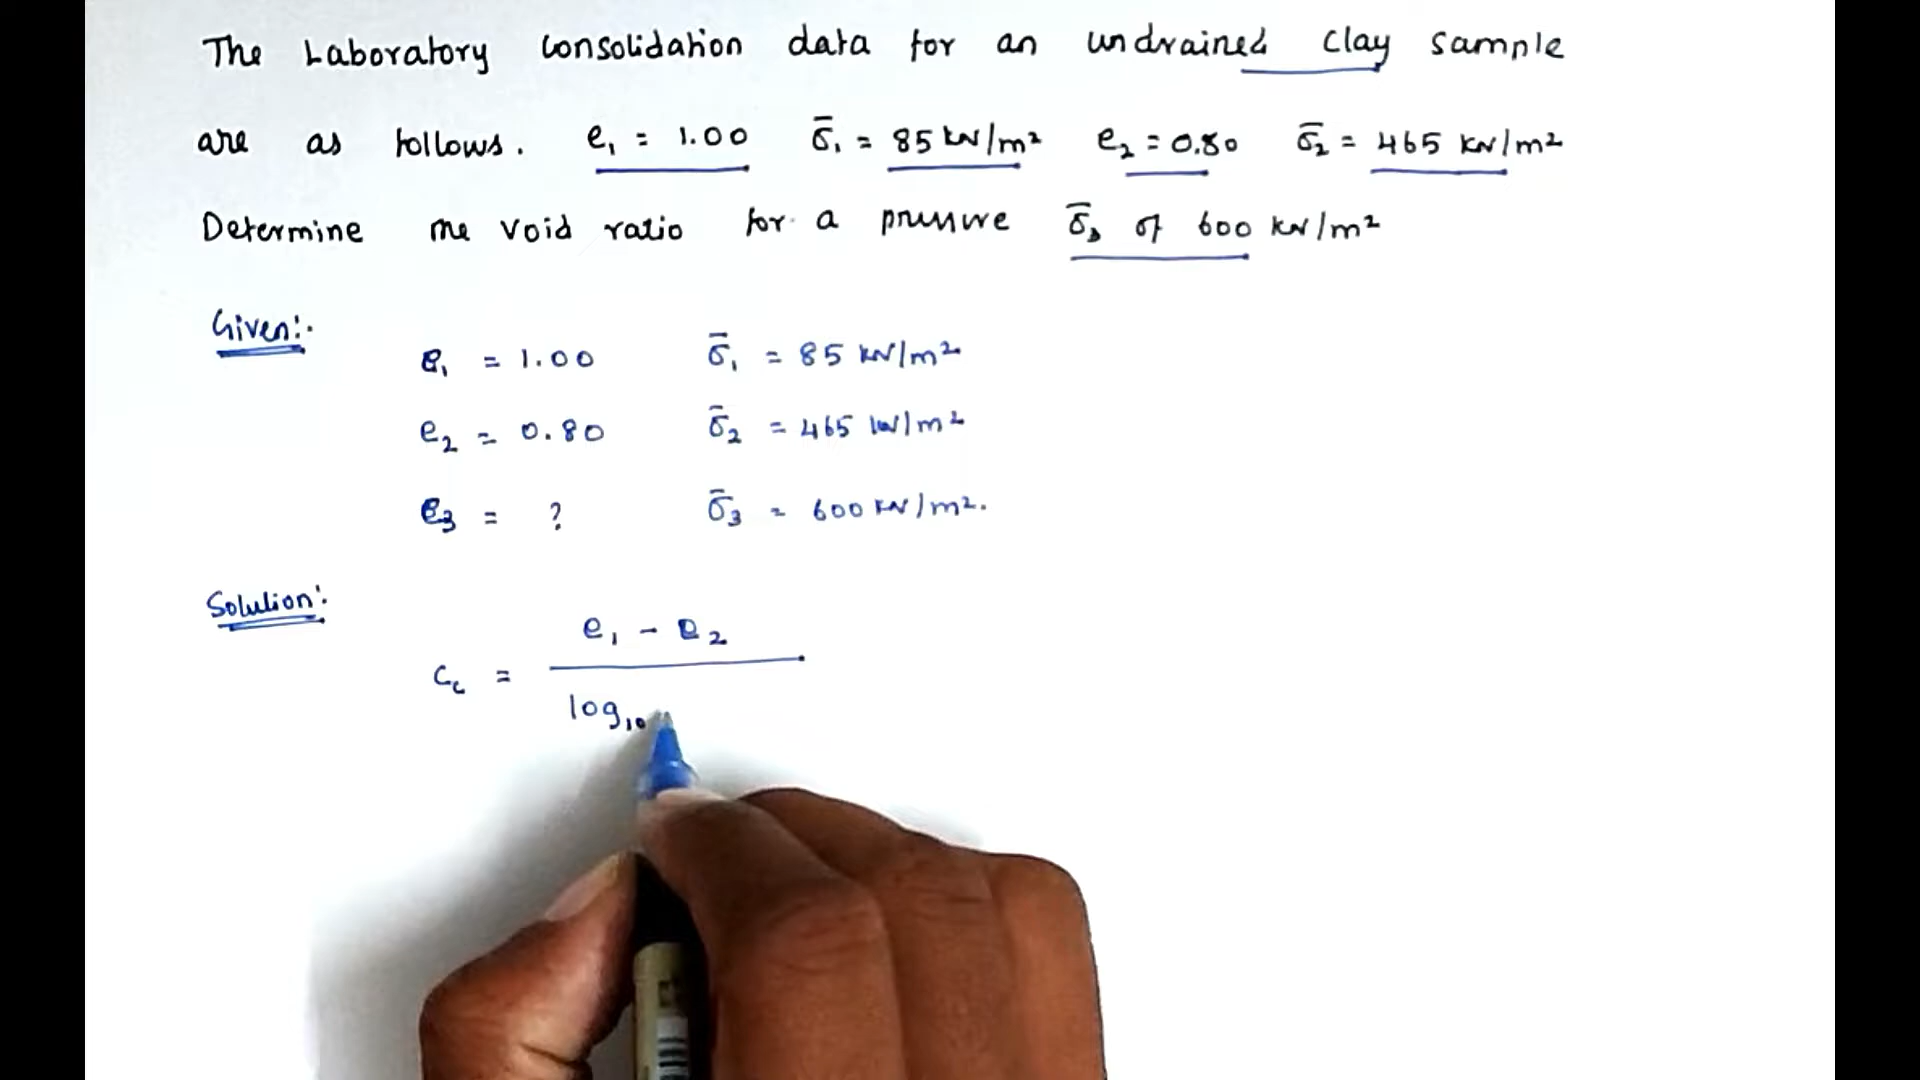 The Laboratory consolidation data for an undrained clay sample
are as follows. e₁ = 1.00 σ̄₁ = 85 kN/m² e₂ = 0.80 σ̄₂ = 465 kN/m²
Determine the void ratio for a pressure σ̄₃ of 600 kN/m²
Given:-
e₁ = 1.00 σ̄₁ = 85 kN/m²
e₂ = 0.80 σ̄₂ = 465 kN/m²
e₃ = ? σ̄₃ = 600 kN/m².
Solution:
e₁ - e₂
Cc =
log₁₀